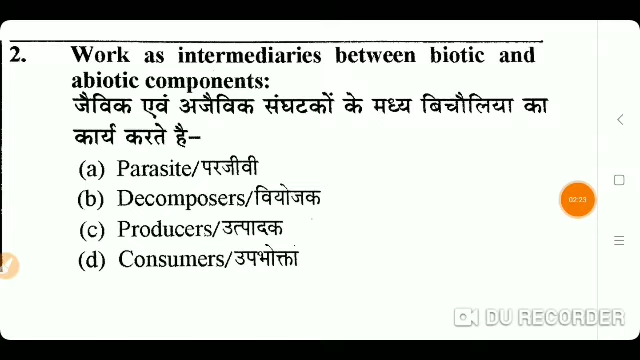 2. Work as intermediaries between biotic and
abiotic components:
जैविक एवं अजैविक संघटकों के मध्य बिचौलिया का
कार्य करते है–
(a) Parasite/परजीवी
(b) Decomposers/वियोजक
(c) Producers/उत्पादक
(d) Consumers/उपभोक्ता
02:23
DU RECORDER